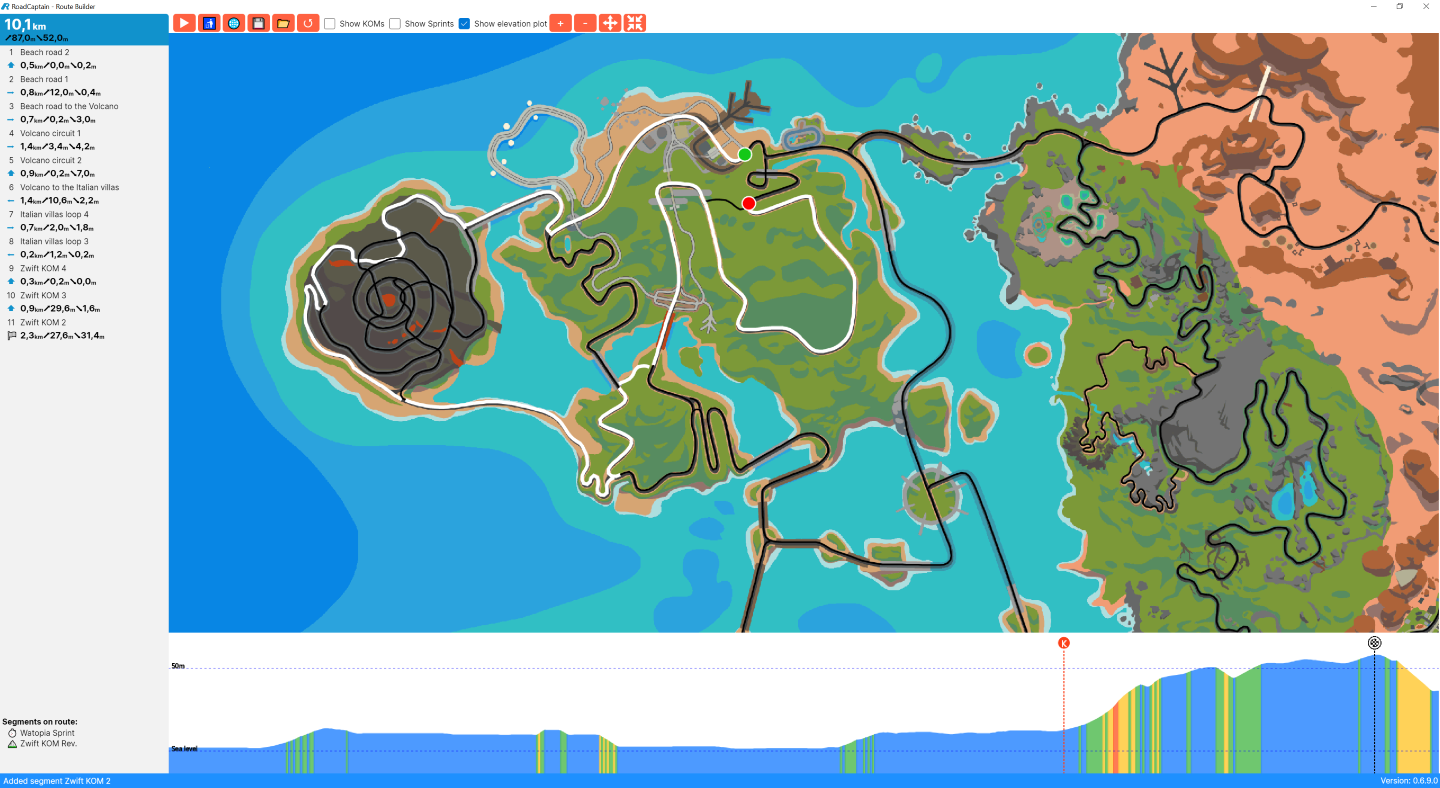 RoadCaptain - Route Builder
10,1km
87,0m 52,0m
Show KOMs
Show Sprints
Show elevation plot
+
-
1 Beach road 2
0,5km 0,0m 0,2m
2 Beach road 1
0,8km 12,0m 0,4m
3 Beach road to the Volcano
0,7km 0,2m 3,0m
4 Volcano circuit 1
1,4km 3,4m 4,2m
5 Volcano circuit 2
0,9km 0,2m 7,0m
6 Volcano to the Italian villas
1,4km 10,6m 2,2m
7 Italian villas loop 4
0,7km 2,0m 1,8m
8 Italian villas loop 3
0,2km 1,2m 0,2m
9 Zwift KOM 4
0,3km 0,2m 0,0m
10 Zwift KOM 3
0,9km 29,6m 1,6m
11 Zwift KOM 2
2,3km 27,6m 31,4m
Segments on route:
Watopia Sprint
Zwift KOM Rev.
K
50m
Sea level
Added segment Zwift KOM 2
Version: 0.6.9.0